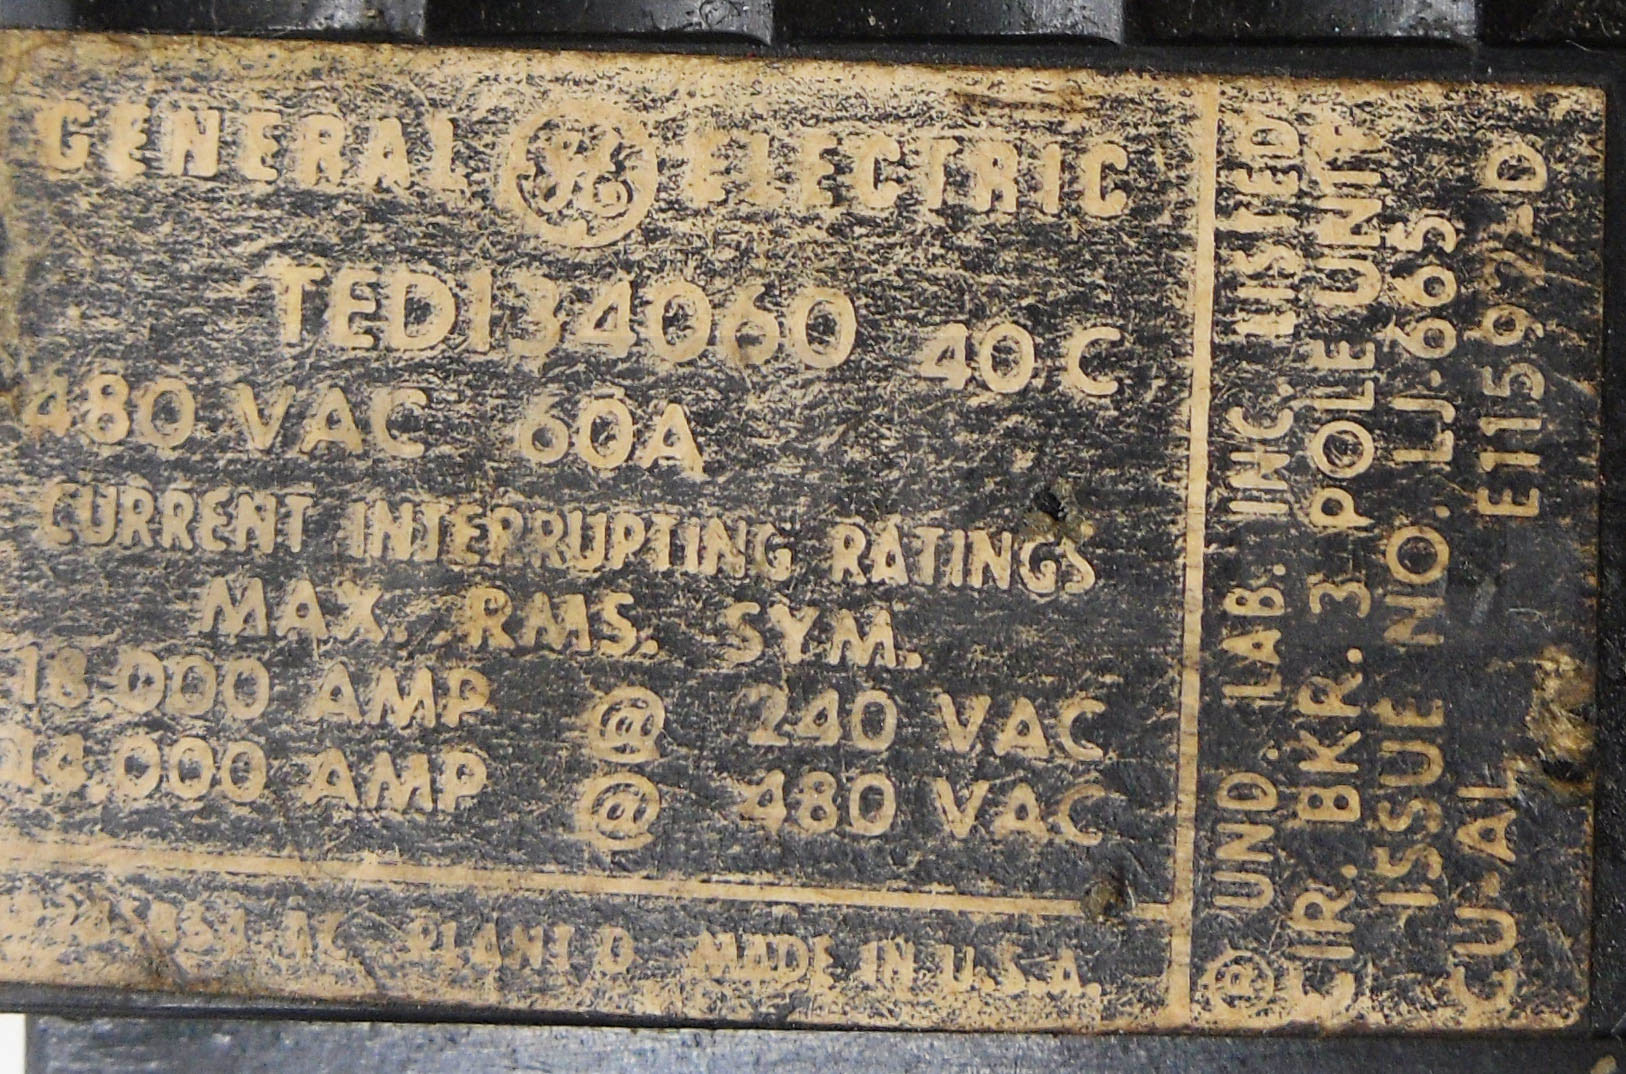 GENERAL GE ELECTRIC
TED134060 40 C
480 VAC 60A
CURRENT INTERRUPTING RATINGS
MAX. RMS. SYM.
18.000 AMP @ 240 VAC
14.000 AMP @ 480 VAC
PLANT D MADE IN U.S.A.
® UND. LAB. INC. LISTED
CIR. BKR. 3 POLE UNIT
ISSUE NO. LJ-665
CU-AL E11597-D